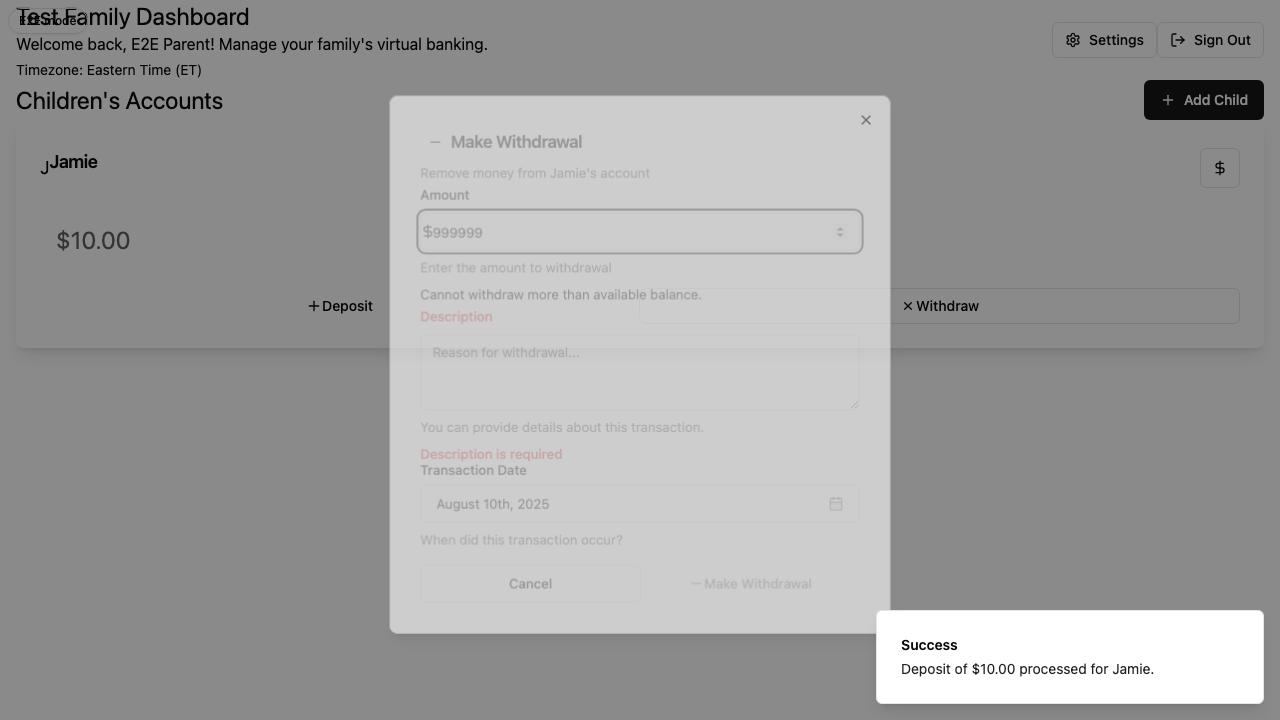 E2E mode
Test Family Dashboard
Welcome back, E2E Parent! Manage your family's virtual banking.
Timezone: Eastern Time (ET)
Settings
Sign Out
Children's Accounts
+ Add Child
J
Jamie
$
$10.00
+ Deposit
× Withdraw
×
− Make Withdrawal
Remove money from Jamie's account
Amount
$999999
Enter the amount to withdrawal
Cannot withdraw more than available balance.
Description
Reason for withdrawal...
You can provide details about this transaction.
Description is required
Transaction Date
August 10th, 2025
When did this transaction occur?
Cancel
− Make Withdrawal
Success
Deposit of $10.00 processed for Jamie.